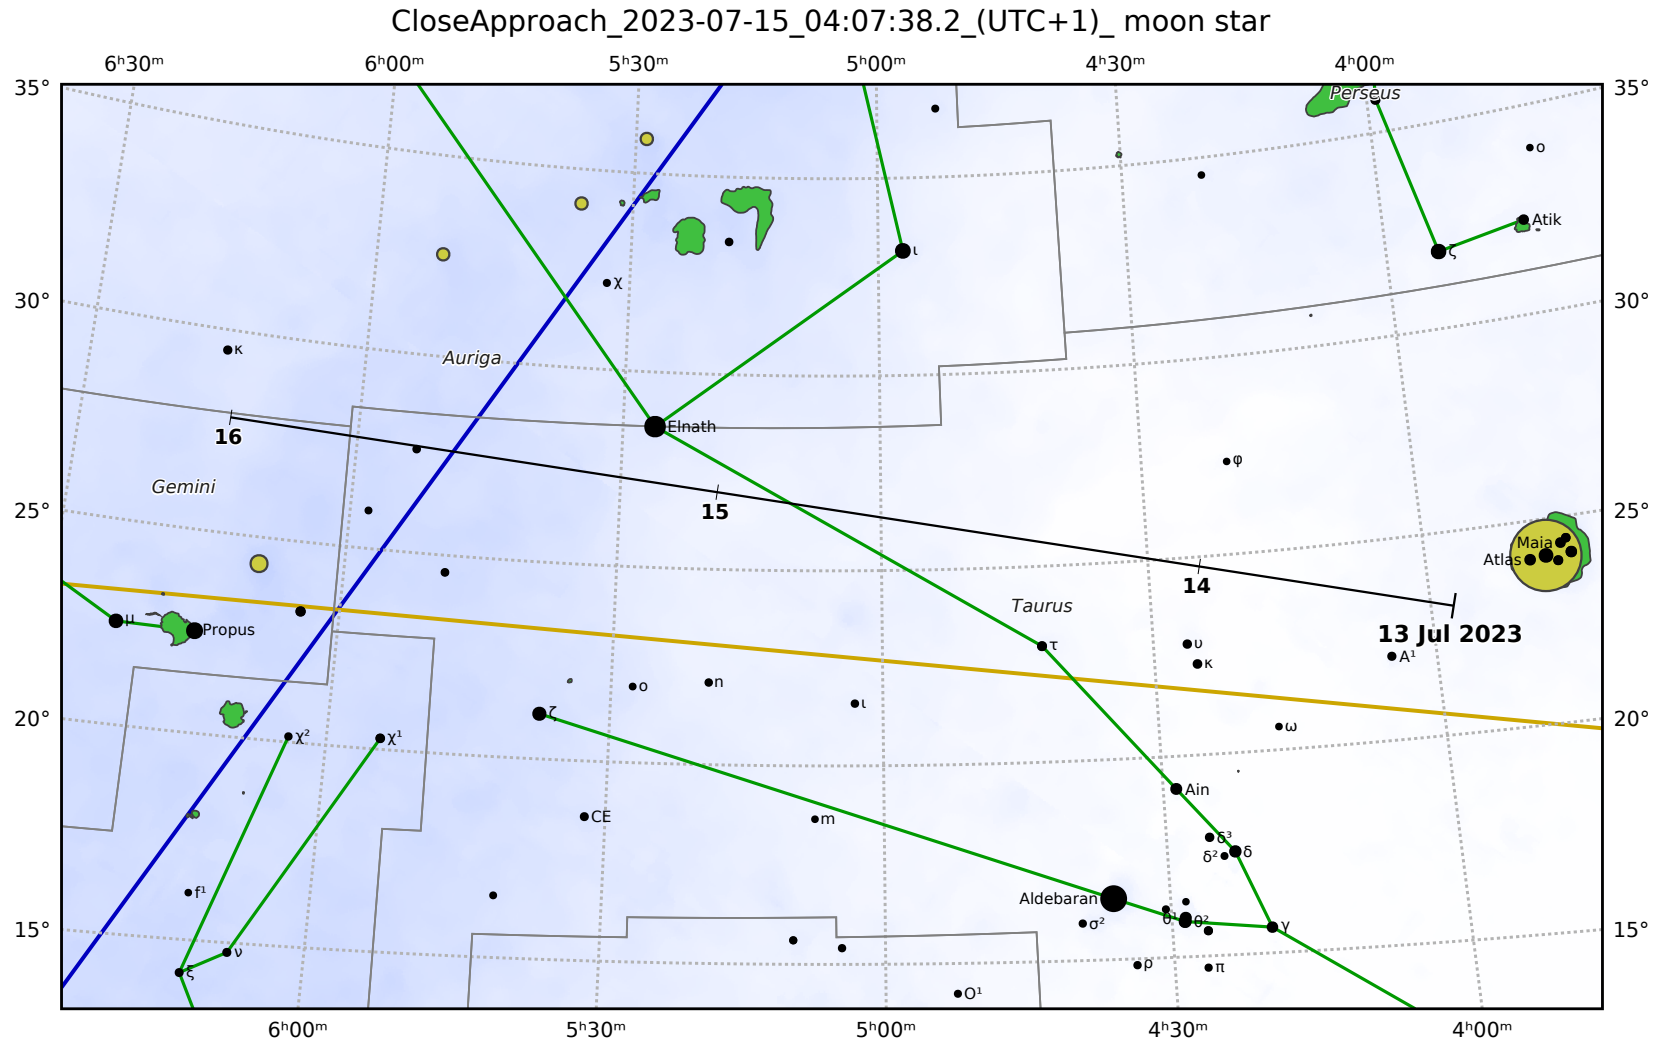 CloseApproach_2023-07-15_04:07:38.2_(UTC+1)_ moon star
6ʰ30ᵐ 6ʰ00ᵐ 5ʰ30ᵐ 5ʰ00ᵐ 4ʰ30ᵐ 4ʰ00ᵐ
35° Perseus 35°
ο
Atik
ι ζ
χ
30° 30°
κ Auriga
Elnath
16
φ
Gemini
25° 15 25°
Maia
Atlas
14
Taurus
μ Propus 13 Jul 2023
τ υ
κ A¹
ο n
ι
20° ζ 20°
χ² χ¹ ω
Ain
CE m
δ³
δ² δ
f¹
Aldebaran
θ¹ θ²
15° σ² γ 15°
ν
ρ π
ξ
O¹
6ʰ00ᵐ 5ʰ30ᵐ 5ʰ00ᵐ 4ʰ30ᵐ 4ʰ00ᵐ